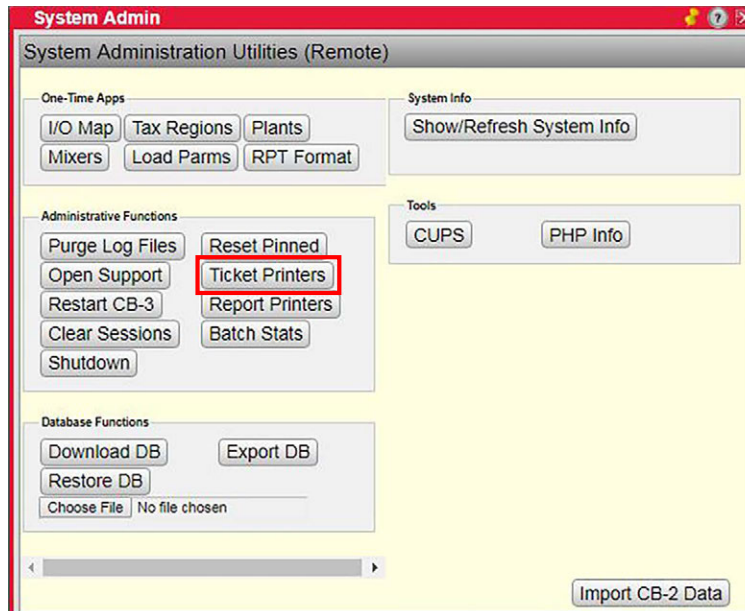 System Admin
System Administration Utilities (Remote)
One-Time Apps
I/O Map Tax Regions Plants
Mixers Load Parms RPT Format
System Info
Show/Refresh System Info
Administrative Functions
Purge Log Files Reset Pinned
Open Support Ticket Printers
Restart CB-3 Report Printers
Clear Sessions Batch Stats
Shutdown
Tools
CUPS PHP Info
Database Functions
Download DB Export DB
Restore DB
Choose File No file chosen
Import CB-2 Data